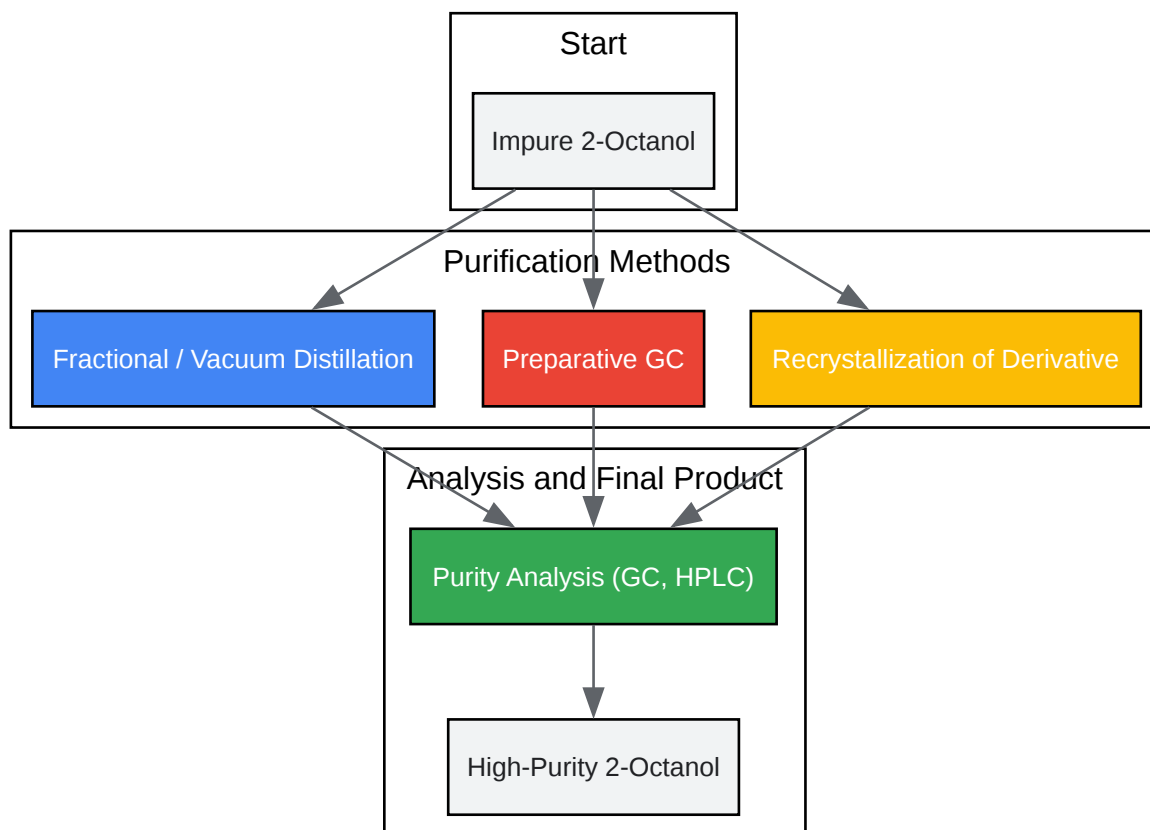 Start
Impure 2-Octanol
Purification Methods
Fractional / Vacuum Distillation
Preparative GC
Recrystallization of Derivative
Analysis and Final Product
Purity Analysis (GC, HPLC)
High-Purity 2-Octanol